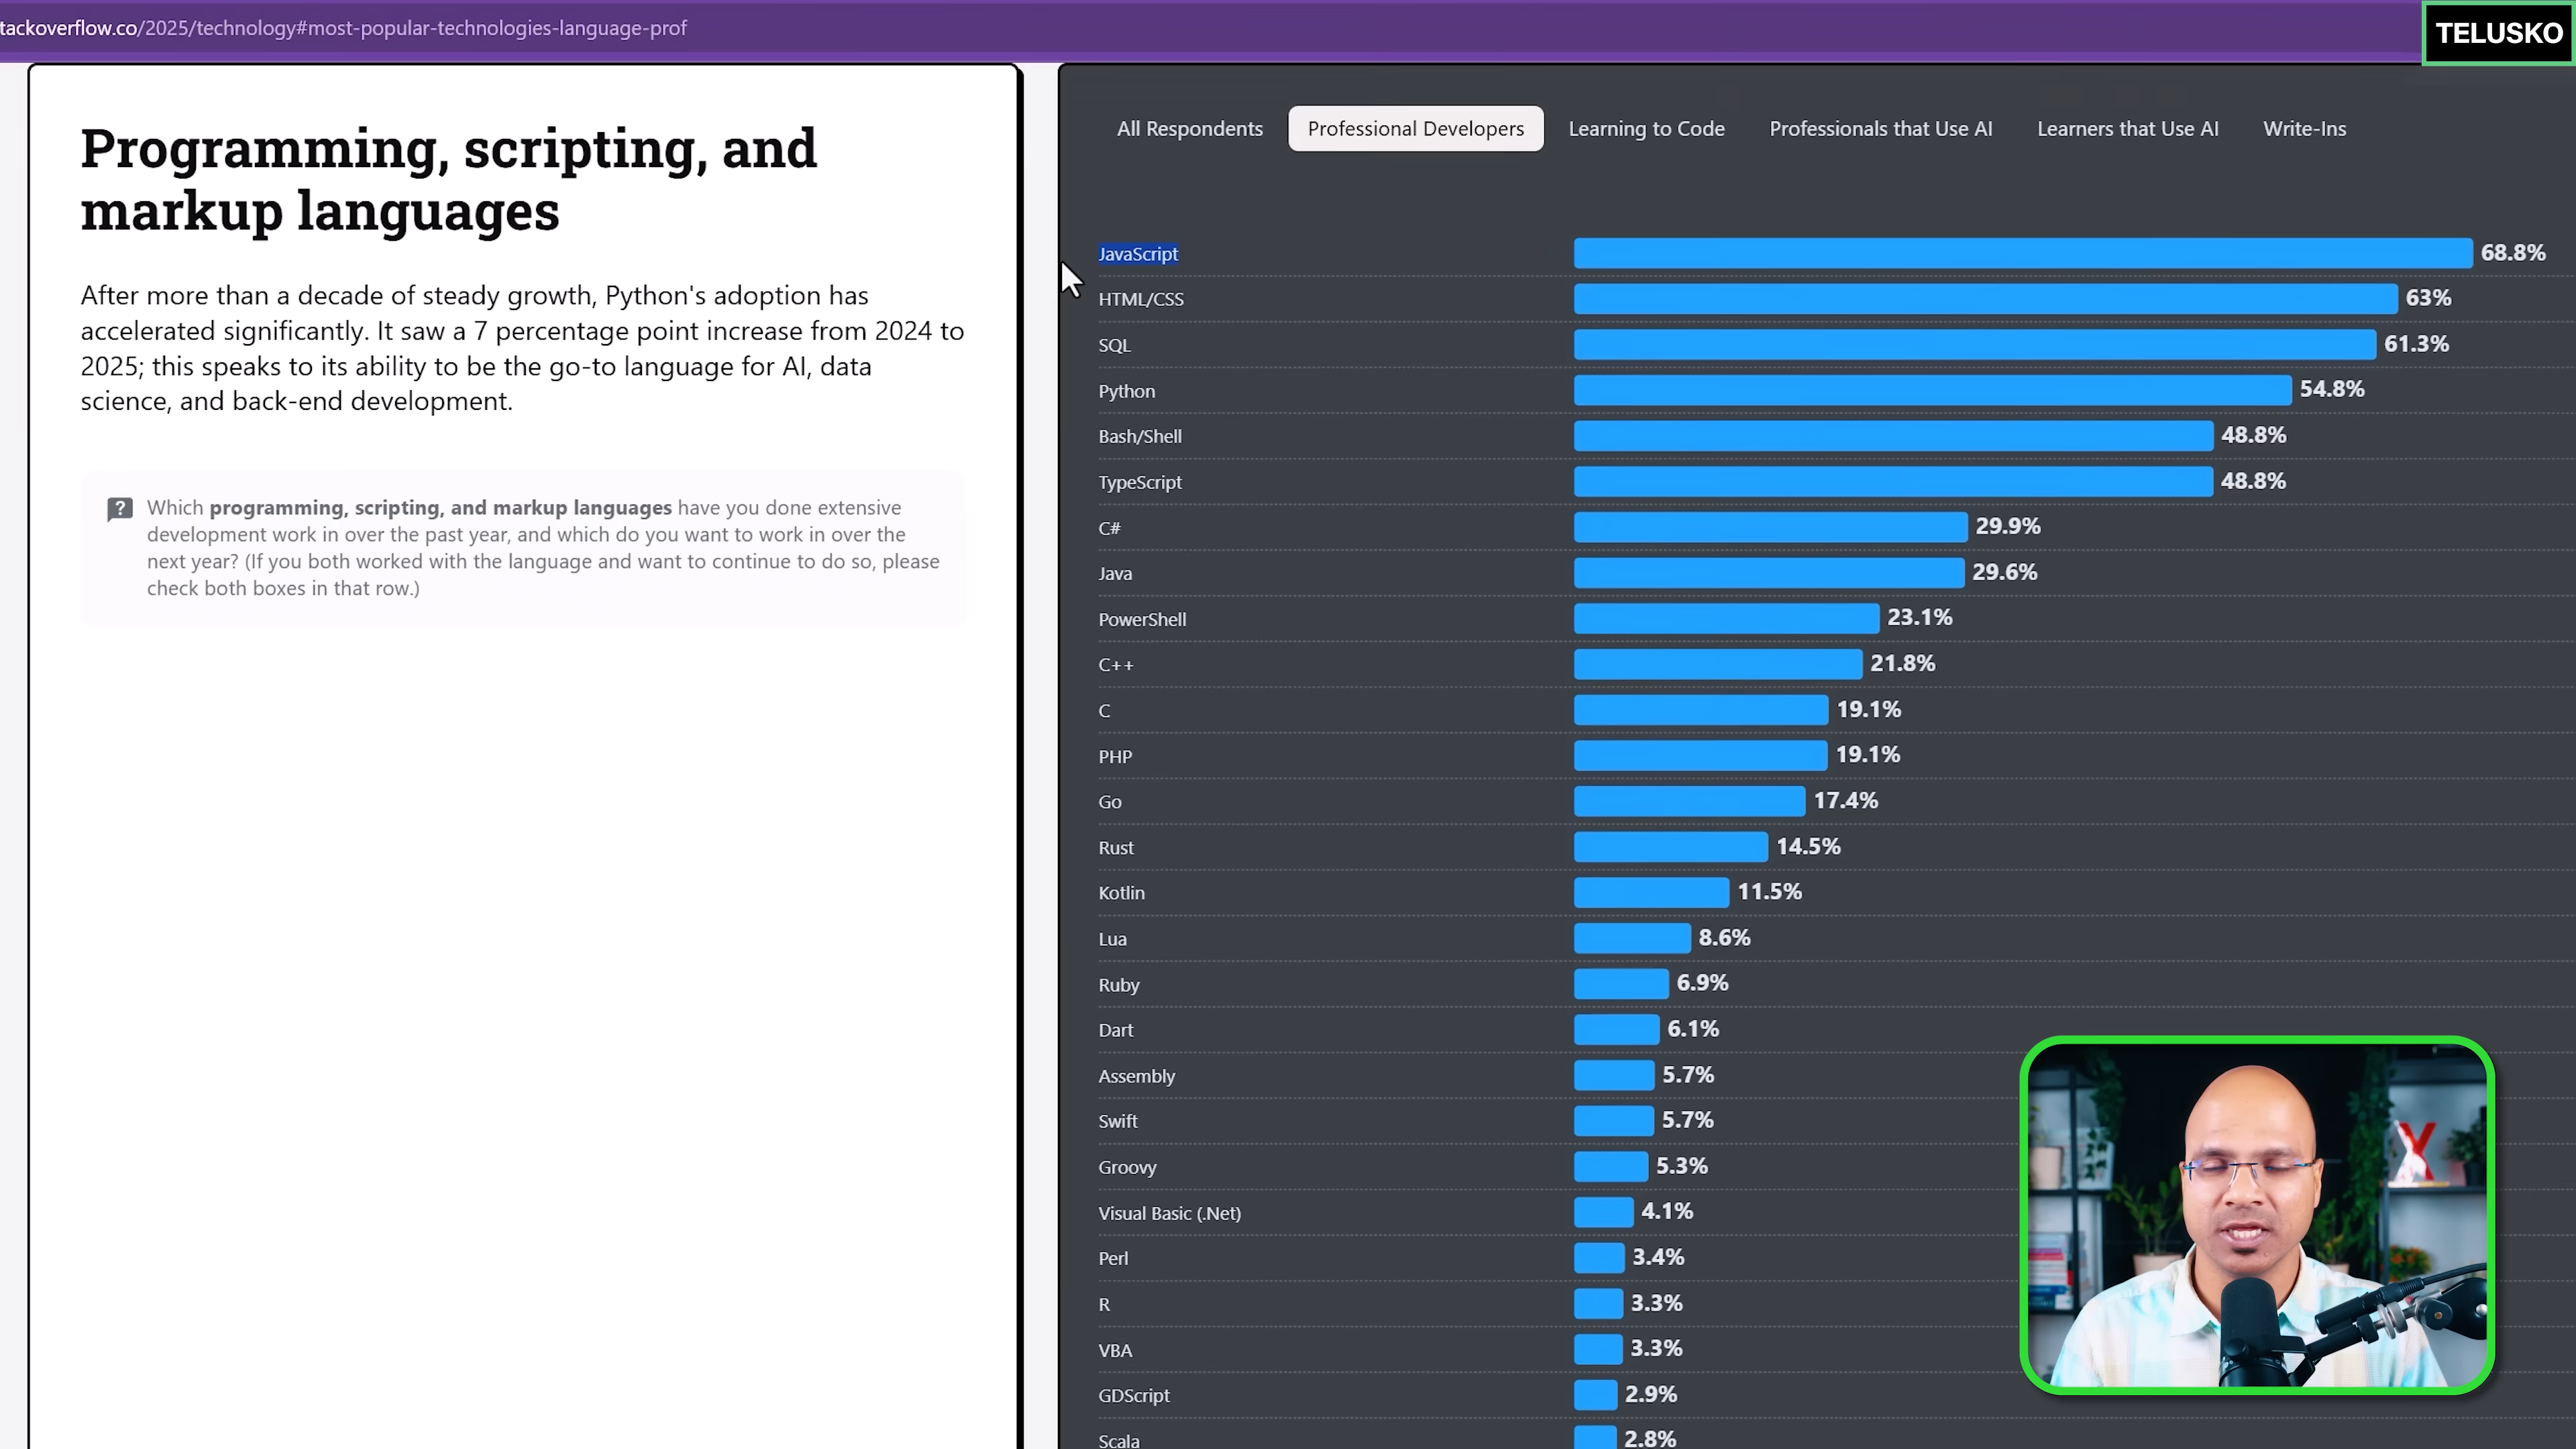 tackoverflow.co/2025/technology#most-popular-technologies-language-prof
TELUSKO
Programming, scripting, and
markup languages
After more than a decade of steady growth, Python's adoption has
accelerated significantly. It saw a 7 percentage point increase from 2024 to
2025; this speaks to its ability to be the go-to language for AI, data
science, and back-end development.
Which programming, scripting, and markup languages have you done extensive
development work in over the past year, and which do you want to work in over the
next year? (If you both worked with the language and want to continue to do so, please
check both boxes in that row.)
All Respondents Professional Developers Learning to Code Professionals that Use AI Learners that Use AI Write-Ins
JavaScript 68.8%
HTML/CSS 63%
SQL 61.3%
Python 54.8%
Bash/Shell 48.8%
TypeScript 48.8%
C# 29.9%
Java 29.6%
PowerShell 23.1%
C++ 21.8%
C 19.1%
PHP 19.1%
Go 17.4%
Rust 14.5%
Kotlin 11.5%
Lua 8.6%
Ruby 6.9%
Dart 6.1%
Assembly 5.7%
Swift 5.7%
Groovy 5.3%
Visual Basic (.Net) 4.1%
Perl 3.4%
R 3.3%
VBA 3.3%
GDScript 2.9%
Scala 2.8%